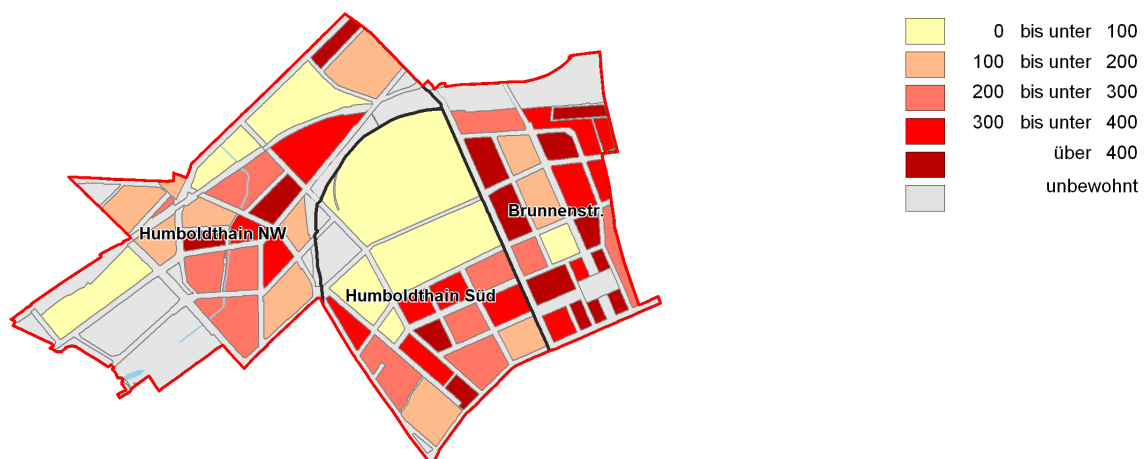 0 bis unter 100
100 bis unter 200
200 bis unter 300
300 bis unter 400
über 400
unbewohnt
Brunnenstr.
Humboldthain NW
Humboldthain Süd